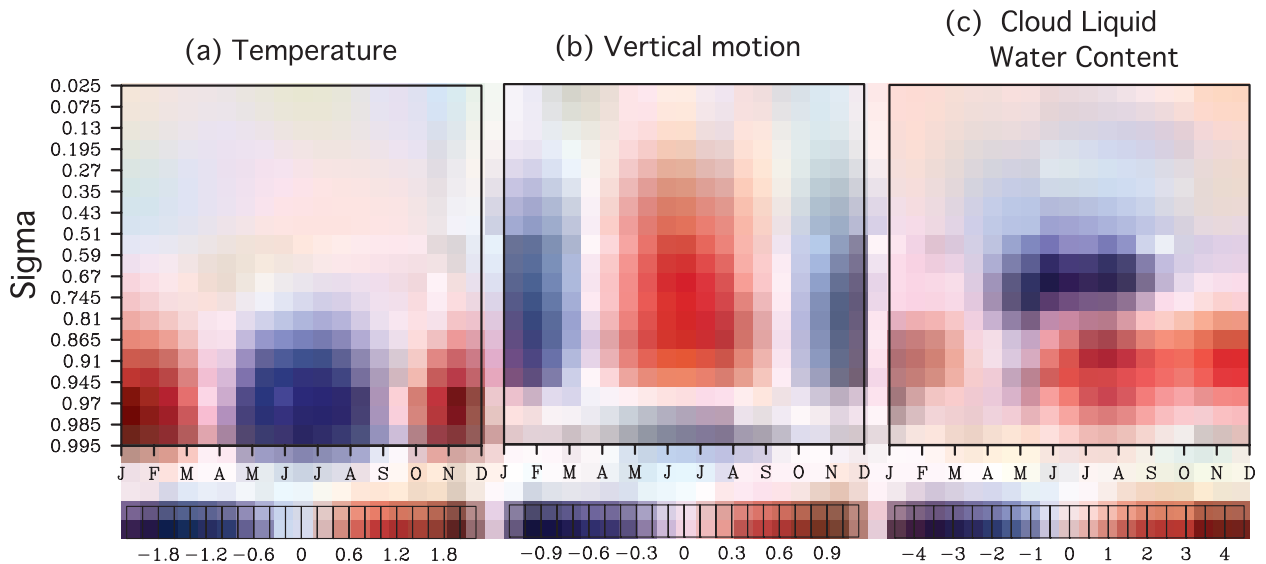 (a) Temperature
(b) Vertical motion
(c) Cloud Liquid
Water Content
Sigma
0.025
0.075
0.13
0.195
0.27
0.35
0.43
0.51
0.59
0.67
0.745
0.81
0.865
0.91
0.945
0.97
0.985
0.995
J F M A M J J A S O N D
J F M A M J J A S O N D
J F M A M J J A S O N D
−1.8 −1.2 −0.6 0 0.6 1.2 1.8
−0.9 −0.6 −0.3 0 0.3 0.6 0.9
−4 −3 −2 −1 0 1 2 3 4